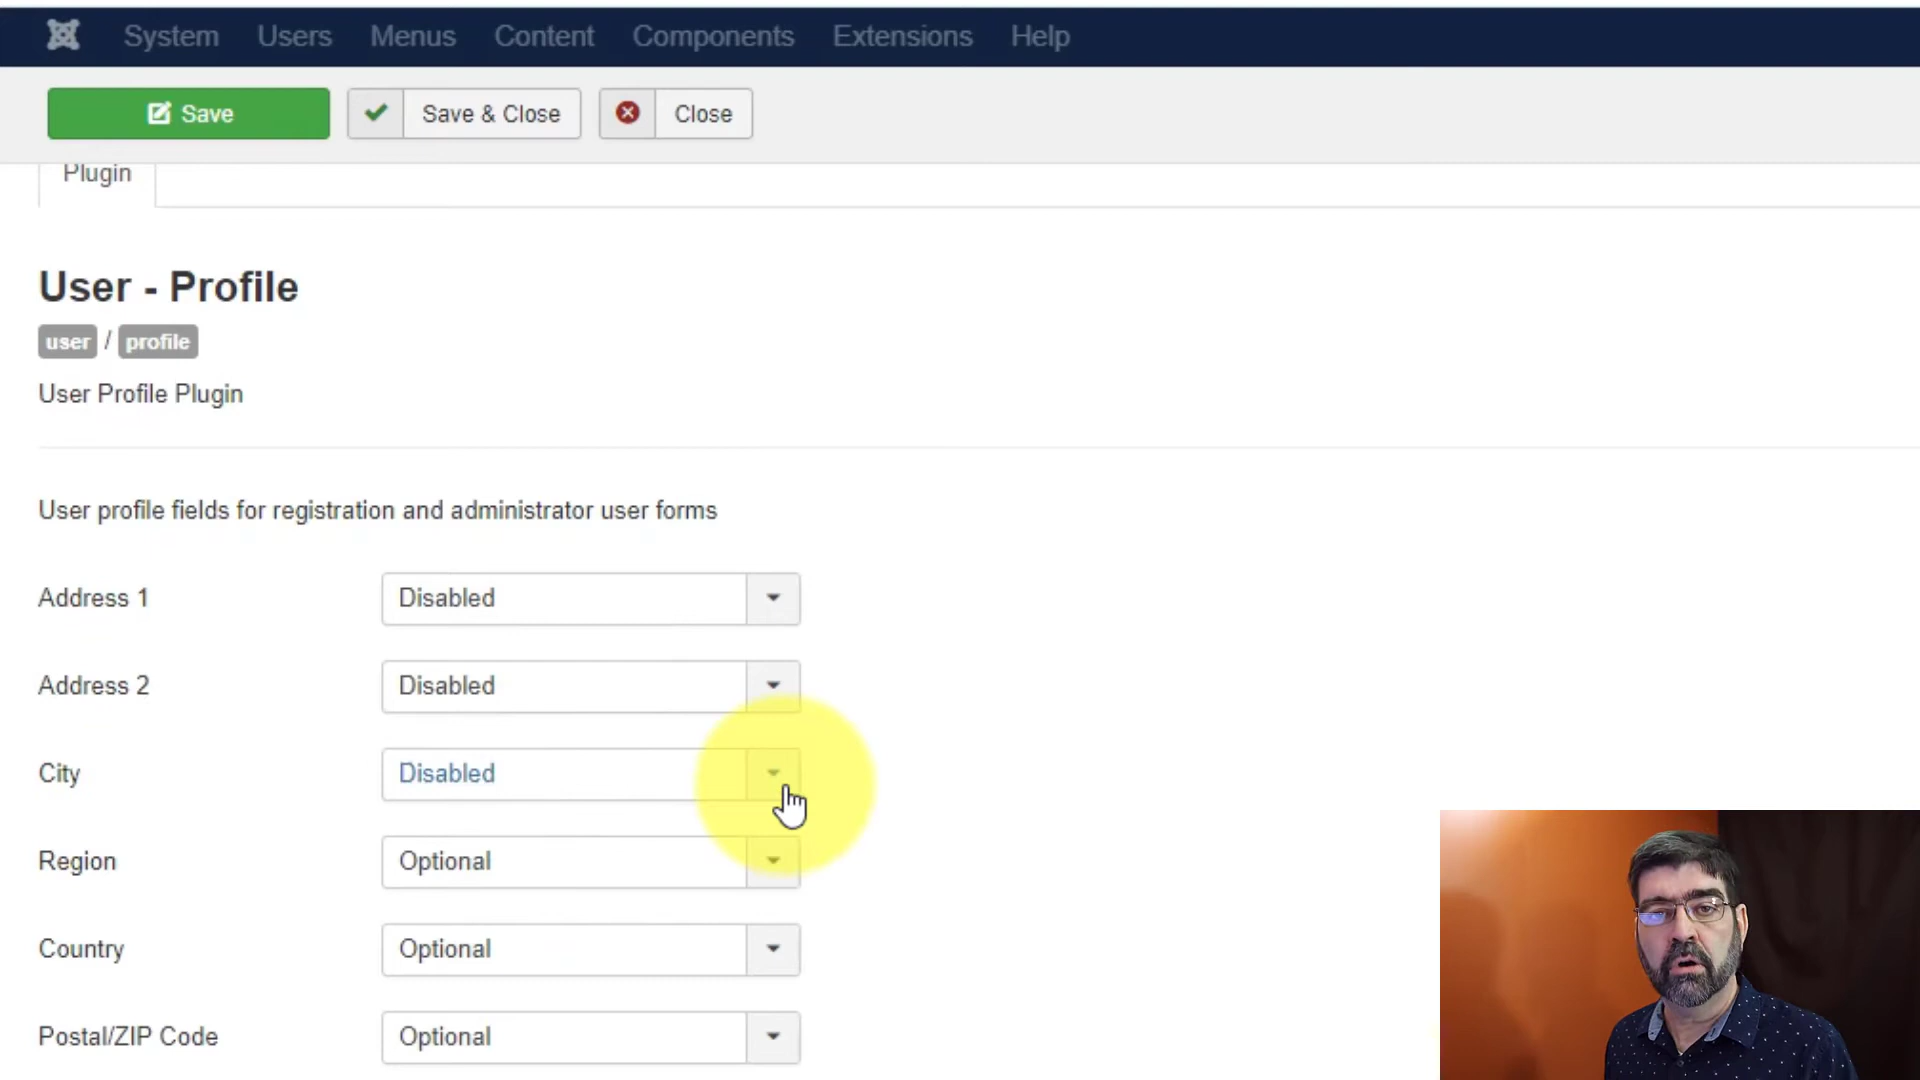 System Users Menus Content Components Extensions Help
Save Save & Close Close
Plugin
User - Profile
user / profile
User Profile Plugin
User profile fields for registration and administrator user forms
Address 1 Disabled
Address 2 Disabled
City Disabled
Region Optional
Country Optional
Postal/ZIP Code Optional